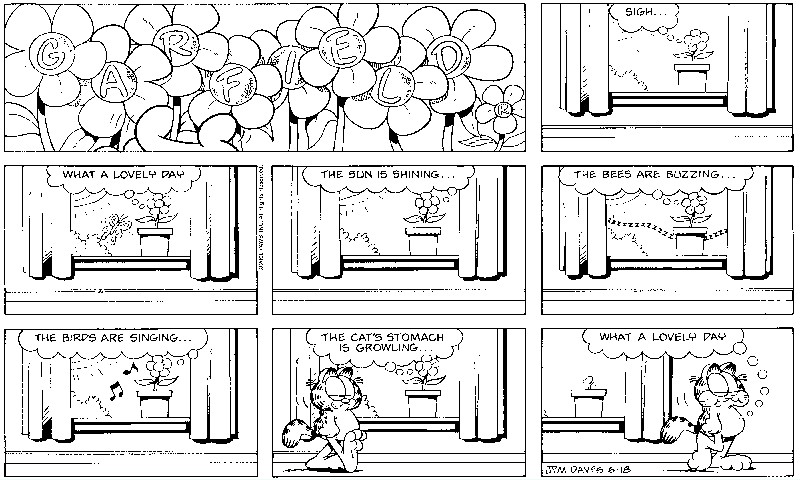 GARFIELD
SIGH...
WHAT A LOVELY DAY
THE SUN IS SHINING...
THE BEES ARE BUZZING...
THE BIRDS ARE SINGING...
THE CAT'S STOMACH
IS GROWLING...
WHAT A LOVELY DAY
JIM DAVIS 6-18